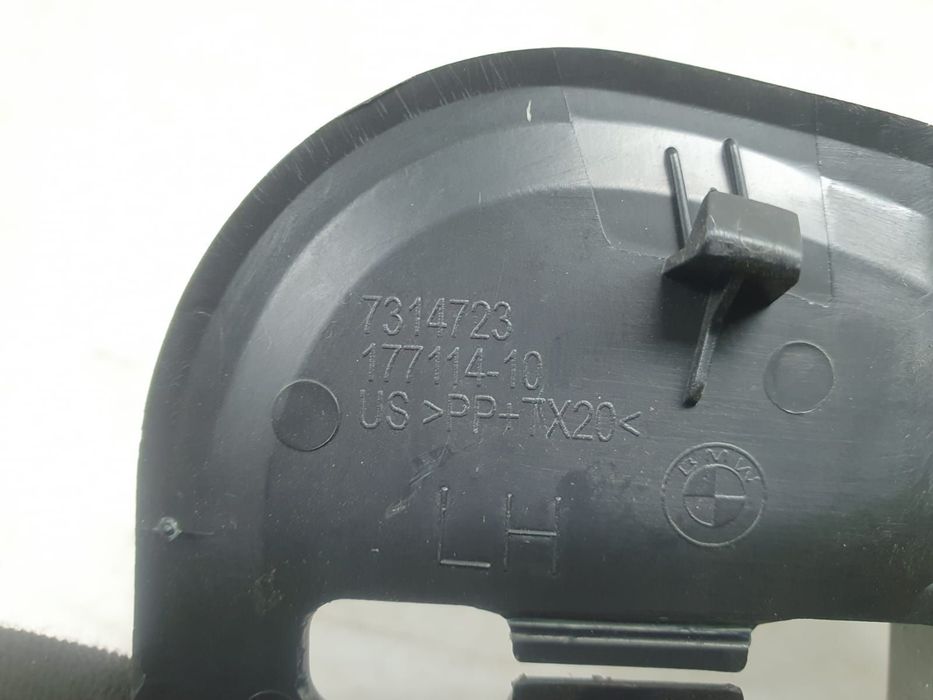 7314723
177114-10
US >PP+TX20<
LH
BMW